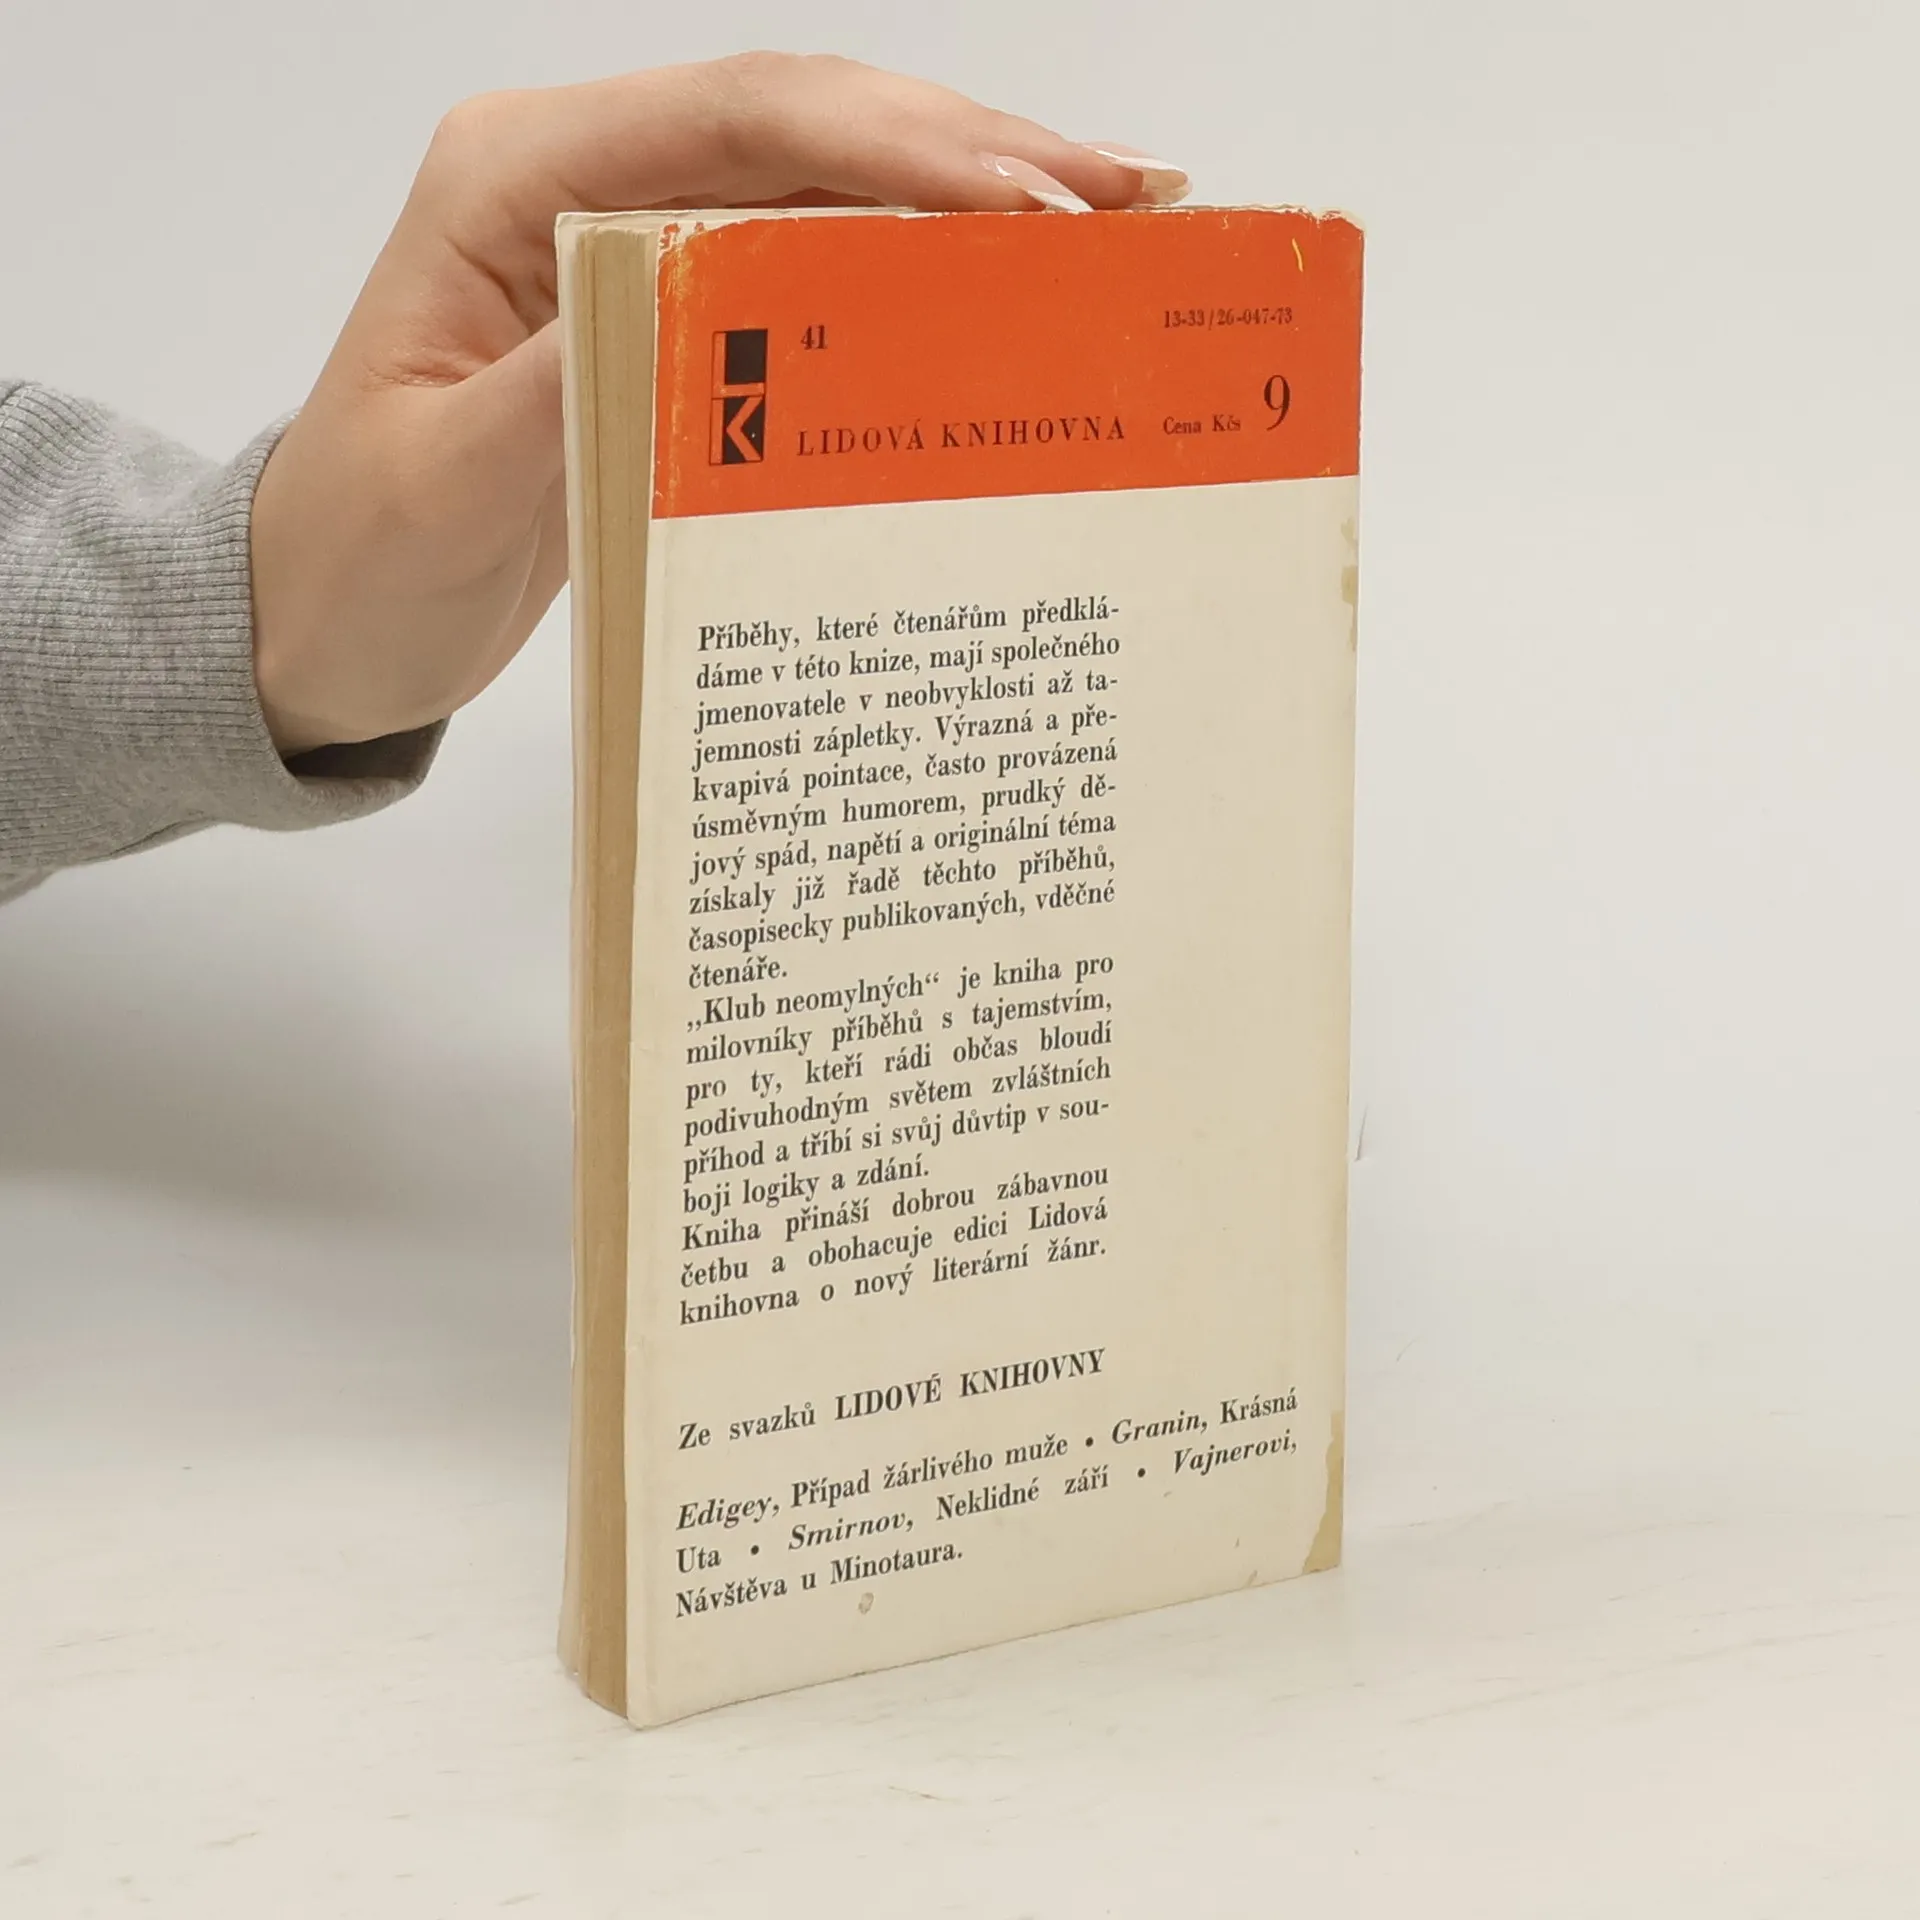 LK
41
13-33/26-047-73
LIDOVÁ KNIHOVNA
Cena Kčs 9
Příběhy, které čtenářům předklá-
dáme v této knize, mají společného
jmenovatele v neobvyklosti až ta-
jemnosti zápletky. Výrazná a pře-
kvapivá pointace, často provázená
úsměvným humorem, prudký dě-
jový spád, napětí a originální téma
získaly již řadě těchto příběhů,
časopisecky publikovaných, vděčné
čtenáře.
„Klub neomylných“ je kniha pro
milovníky příběhů s tajemstvím,
pro ty, kteří rádi občas bloudí
podivuhodným světem zvláštních
příhod a tříbí si svůj důvtip v sou-
boji logiky a zdání.
Kniha přináší dobrou zábavnou
četbu a obohacuje edici Lidová
knihovna o nový literární žánr.
Ze svazků LIDOVÉ KNIHOVNY
Edigey, Případ žárlivého muže • Granin, Krásná
Uta • Smirnov, Neklidné září • Vajnerovi,
Návštěva u Minotaura.